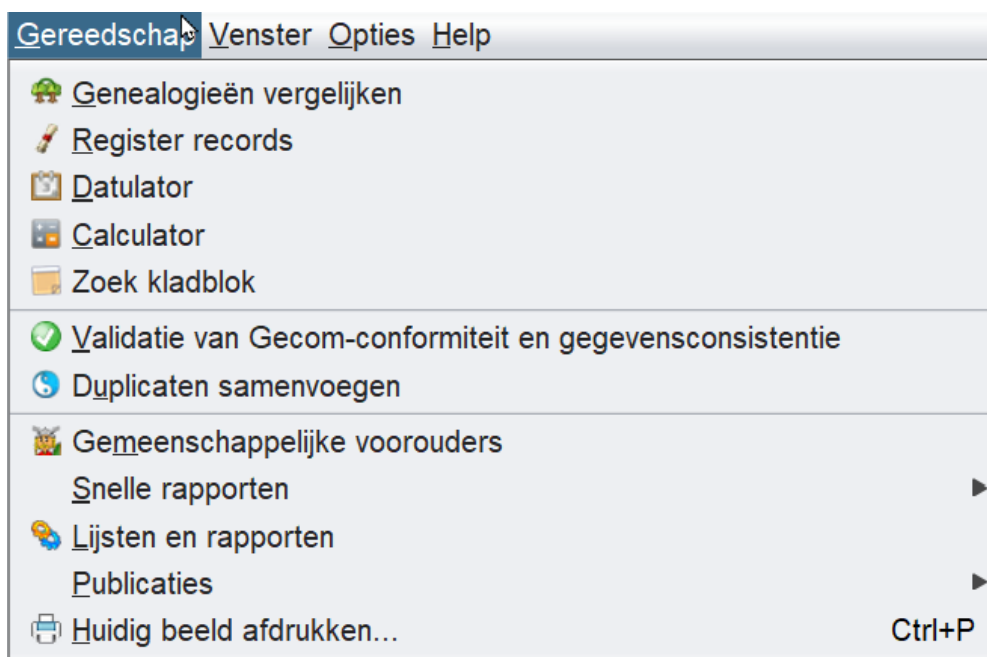 Gereedschap Venster Opties Help
Genealogieën vergelijken
Register records
Datulator
Calculator
Zoek kladblok
Validatie van Gecom-conformiteit en gegevensconsistentie
Duplicaten samenvoegen
Gemeenschappelijke voorouders
Snelle rapporten
Lijsten en rapporten
Publicaties
Huidig beeld afdrukken... Ctrl+P